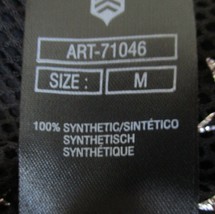 ART-71046
SIZE : M
100% SYNTHETIC/SINTÉTICO
SYNTHETISCH
SYNTHÉTIQUE